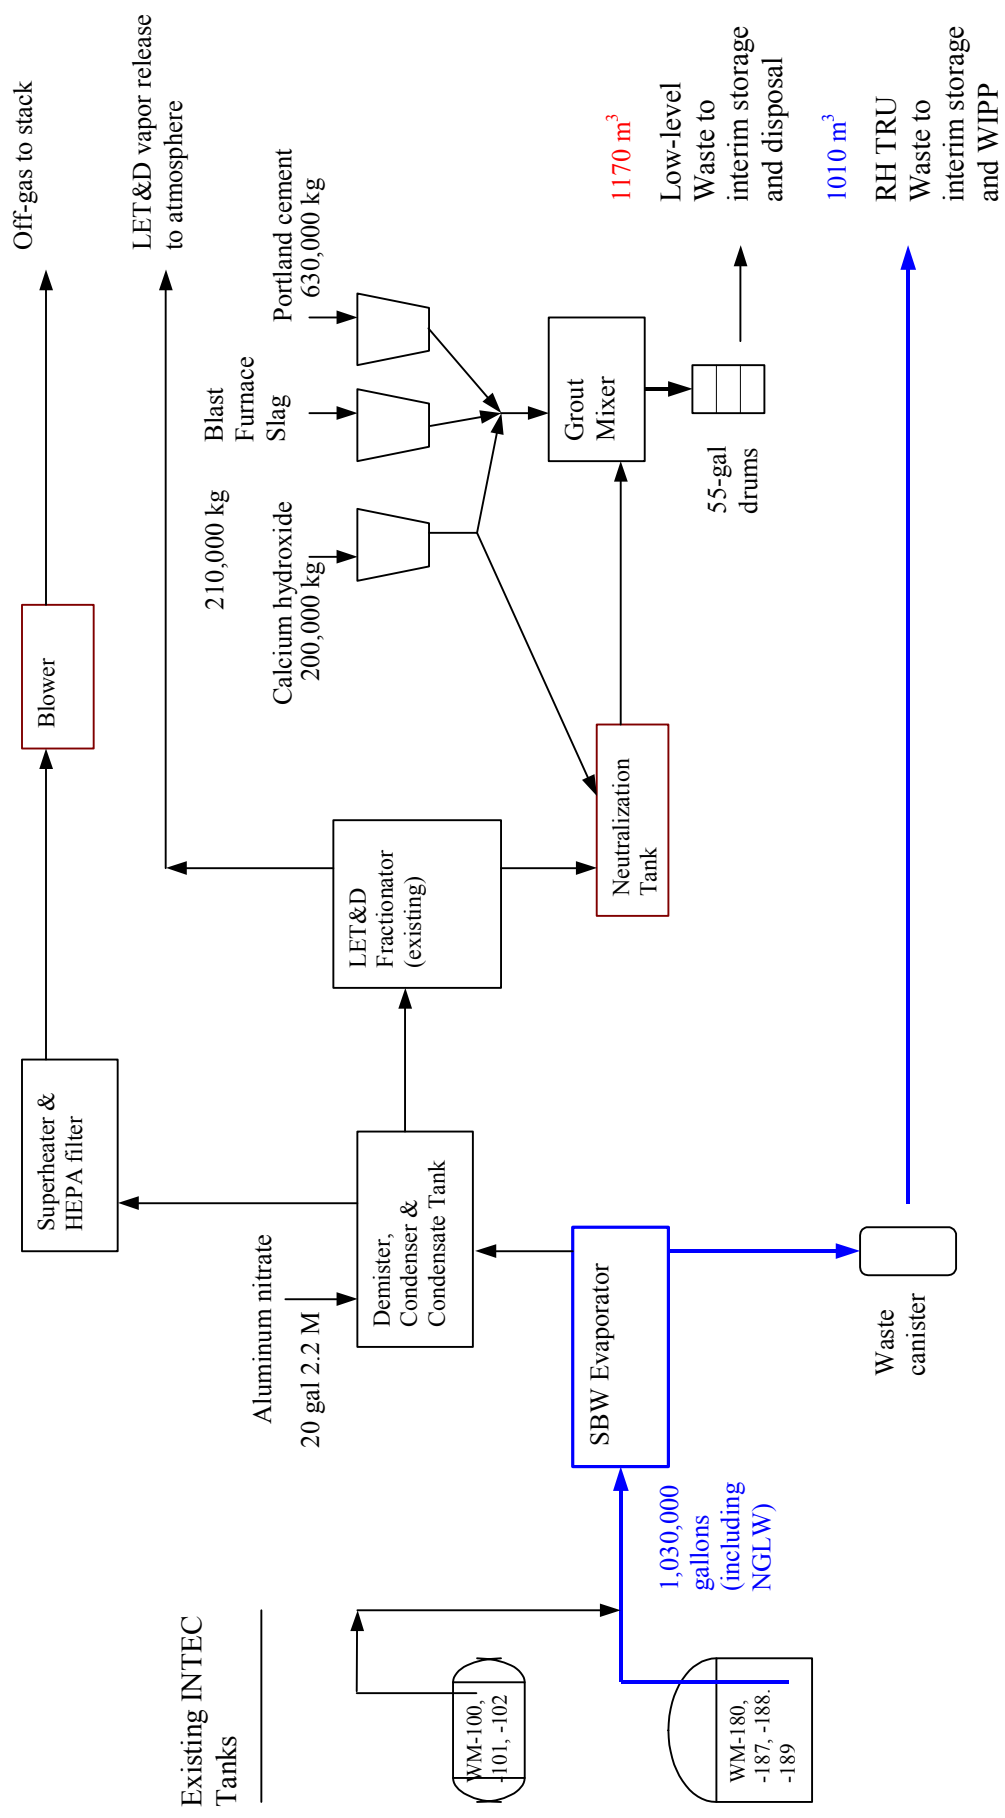 Existing INTEC
Tanks
WM-100,
-101, -102
WM-180,
-187, -188.
-189
1,030,000
gallons
(including
NGLW)
SBW Evaporator
Waste
canister
Aluminum nitrate
20 gal 2.2 M
Demister,
Condenser &
Condensate Tank
Superheater &
HEPA filter
LET&D
Fractionator
(existing)
Neutralization
Tank
Blower
Calcium hydroxide
200,000 kg
210,000 kg
Blast
Furnace
Slag
Portland cement
630,000 kg
Grout
Mixer
55-gal
drums
Off-gas to stack
LET&D vapor release
to atmosphere
1170 m³
Low-level
Waste to
interim storage
and disposal
1010 m³
RH TRU
Waste to
interim storage
and WIPP